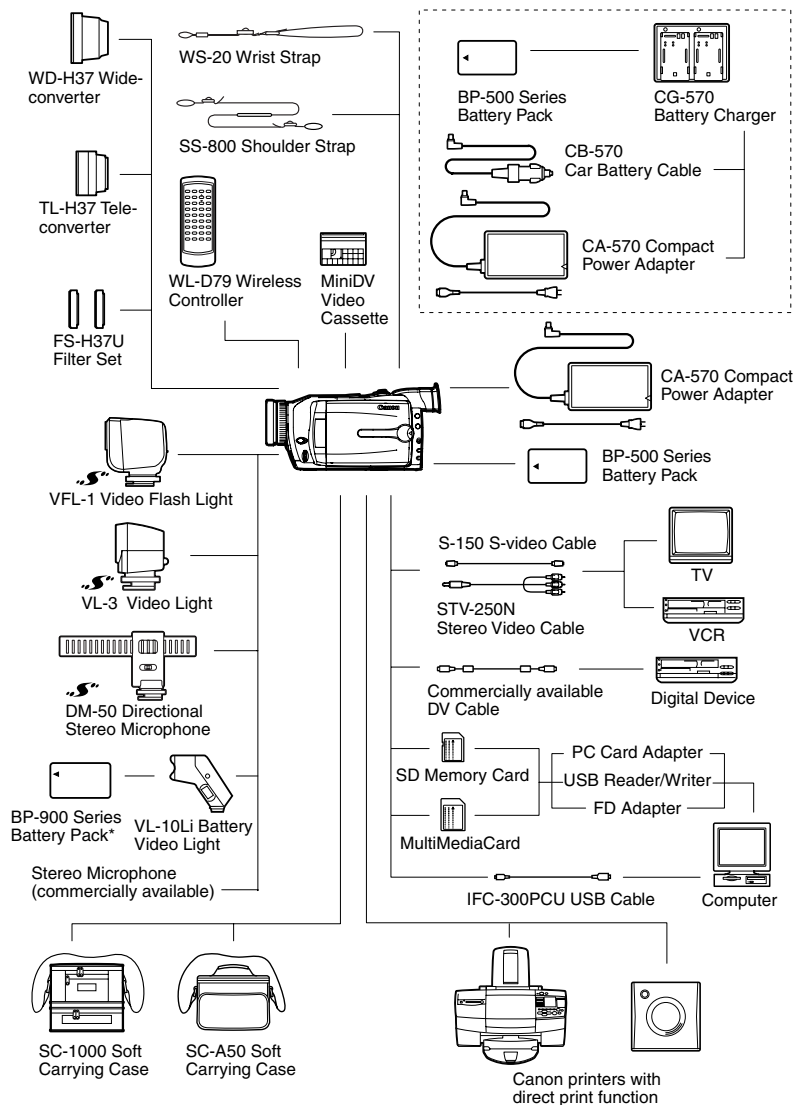 WD-H37 Wide-
converter
WS-20 Wrist Strap
SS-800 Shoulder Strap
BP-500 Series
Battery Pack
CG-570
Battery Charger
CB-570
Car Battery Cable
CA-570 Compact
Power Adapter
TL-H37 Tele-
converter
WL-D79 Wireless
Controller
MiniDV
Video
Cassette
FS-H37U
Filter Set
Canon
CA-570 Compact
Power Adapter
BP-500 Series
Battery Pack
VFL-1 Video Flash Light
VL-3 Video Light
DM-50 Directional
Stereo Microphone
BP-900 Series
Battery Pack*
VL-10Li Battery
Video Light
Stereo Microphone
(commercially available)
S-150 S-video Cable
STV-250N
Stereo Video Cable
TV
VCR
Commercially available
DV Cable
Digital Device
SD Memory Card
MultiMediaCard
PC Card Adapter
USB Reader/Writer
FD Adapter
IFC-300PCU USB Cable
Computer
SC-1000 Soft
Carrying Case
SC-A50 Soft
Carrying Case
Canon printers with
direct print function